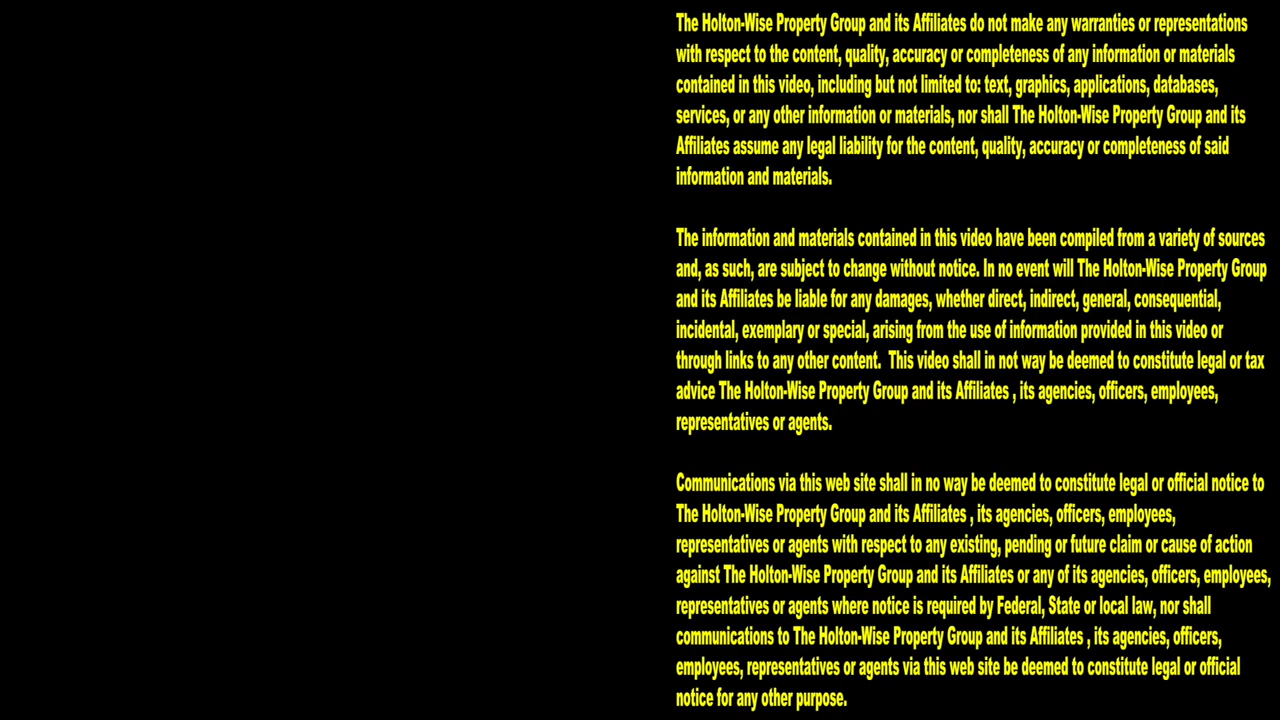 The Holton-Wise Property Group and its Affiliates do not make any warranties or representations
with respect to the content, quality, accuracy or completeness of any information or materials
contained in this video, including but not limited to: text, graphics, applications, databases,
services, or any other information or materials, nor shall The Holton-Wise Property Group and its
Affiliates assume any legal liability for the content, quality, accuracy or completeness of said
information and materials.
The information and materials contained in this video have been compiled from a variety of sources
and, as such, are subject to change without notice. In no event will The Holton-Wise Property Group
and its Affiliates be liable for any damages, whether direct, indirect, general, consequential,
incidental, exemplary or special, arising from the use of information provided in this video or
through links to any other content.  This video shall in not way be deemed to constitute legal or tax
advice The Holton-Wise Property Group and its Affiliates , its agencies, officers, employees,
representatives or agents.
Communications via this web site shall in no way be deemed to constitute legal or official notice to
The Holton-Wise Property Group and its Affiliates , its agencies, officers, employees,
representatives or agents with respect to any existing, pending or future claim or cause of action
against The Holton-Wise Property Group and its Affiliates or any of its agencies, officers, employees,
representatives or agents where notice is required by Federal, State or local law, nor shall
communications to The Holton-Wise Property Group and its Affiliates , its agencies, officers,
employees, representatives or agents via this web site be deemed to constitute legal or official
notice for any other purpose.